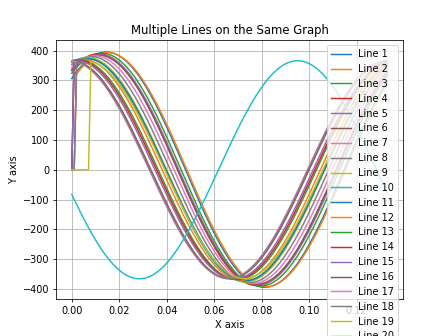 Multiple Lines on the Same Graph
Y axis
400
300
200
100
0
−100
−200
−300
−400
0.00
0.02
0.04
0.06
0.08
0.10
X axis
Line 1
Line 2
Line 3
Line 4
Line 5
Line 6
Line 7
Line 8
Line 9
Line 10
Line 11
Line 12
Line 13
Line 14
Line 15
Line 16
Line 17
Line 18
Line 19